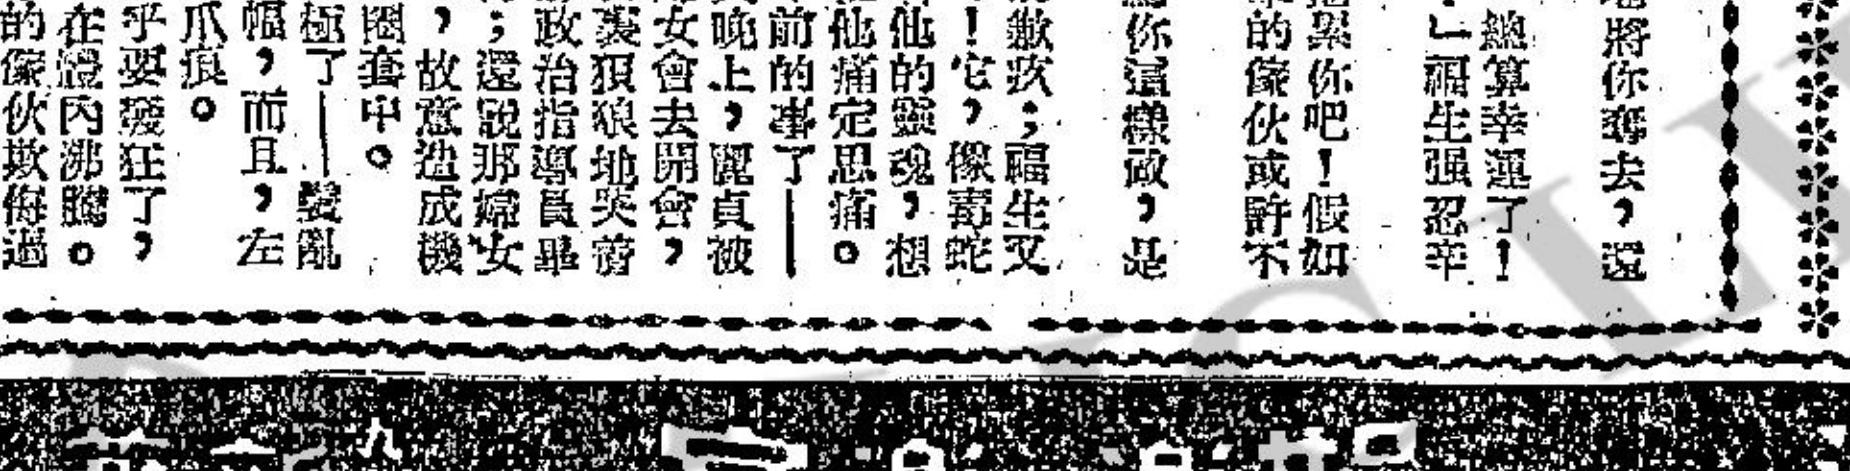 將你奪去，還
總算幸運了！
！」福生强忍辛
累你吧！假如
的傢伙或許不
你這樣做，是
歉疚；福生又
！它，像毒蛇
他的靈魂，想
他痛定思痛。
前的事了——
晚上，麗貞被
女會去開會，
裏狠狠地哭着
政治指導員畢
；還說那婦女
，故意造成機
圈套中。
極了——髮亂
幅，而且，左
爪痕。
乎要發狂了，
在體內沸騰。
的傢伙欺侮過